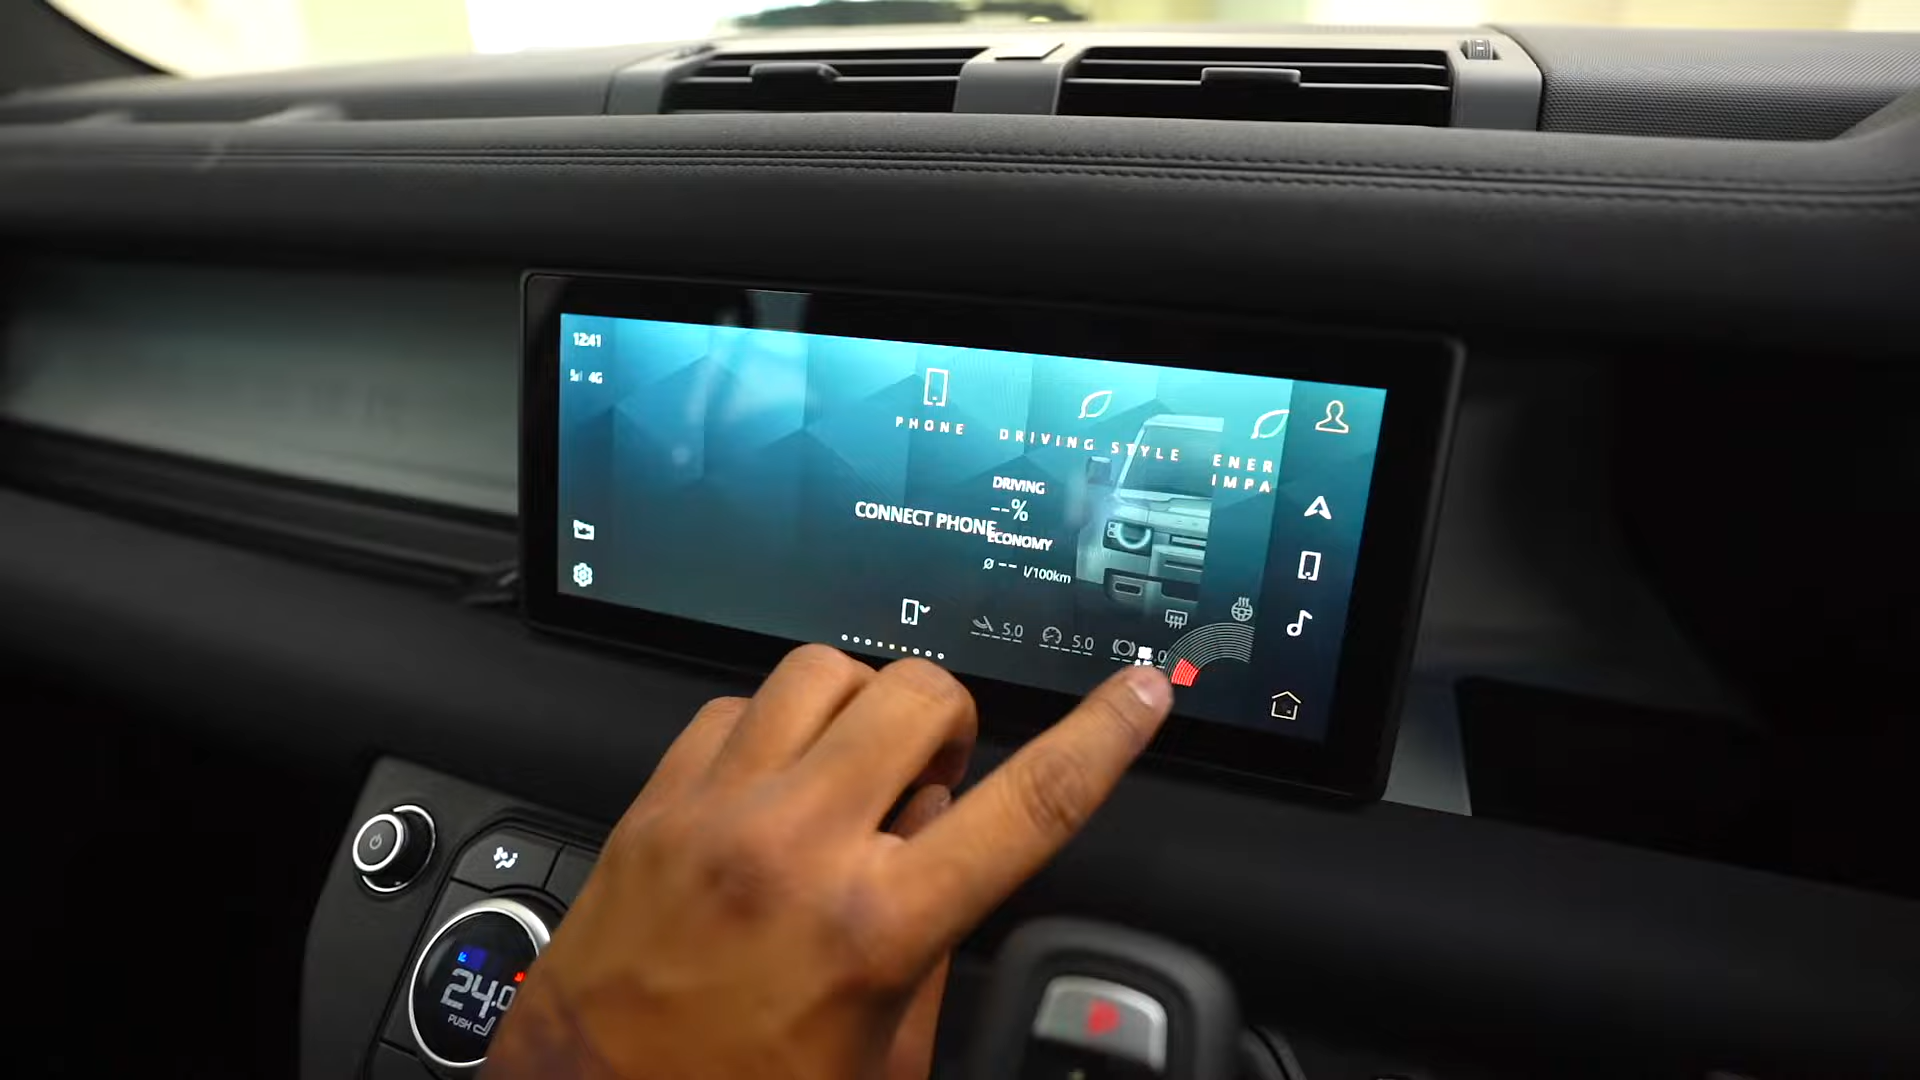 12:41
4G
PHONE
DRIVING STYLE
ENER
IMPA
DRIVING
--%
CONNECT PHONE
ECONOMY
Ø -- l/100km
5.0
5.0
24.0
PUSH